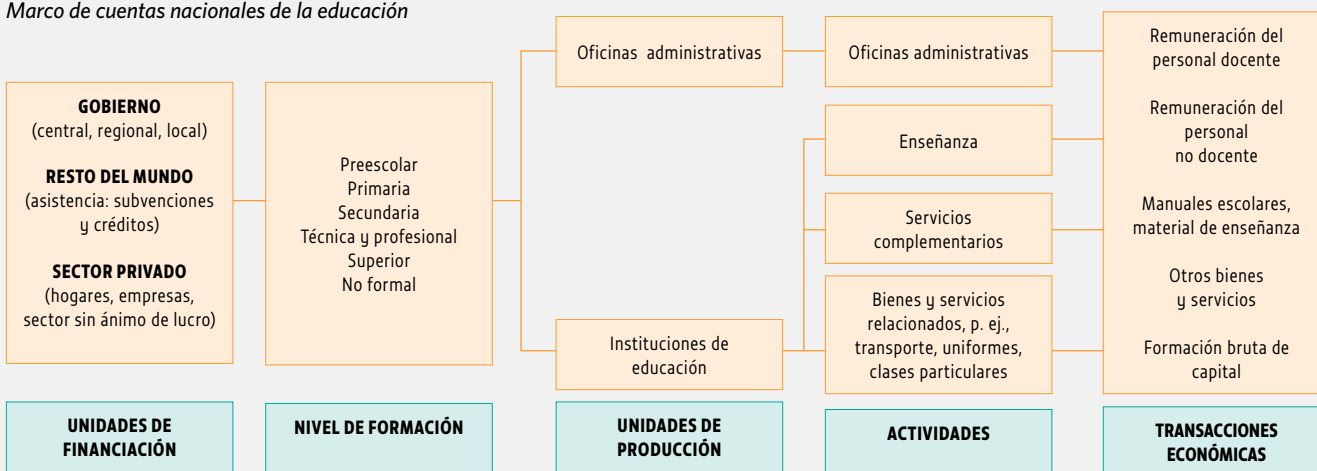 Marco de cuentas nacionales de la educación
GOBIERNO
(central, regional, local)
RESTO DEL MUNDO
(asistencia: subvenciones
y créditos)
SECTOR PRIVADO
(hogares, empresas,
sector sin ánimo de lucro)
UNIDADES DE
FINANCIACIÓN
Preescolar
Primaria
Secundaria
Técnica y profesional
Superior
No formal
NIVEL DE FORMACIÓN
Oficinas administrativas
Instituciones de
educación
UNIDADES DE
PRODUCCIÓN
Oficinas administrativas
Enseñanza
Servicios
complementarios
Bienes y servicios
relacionados, p. ej.,
transporte, uniformes,
clases particulares
ACTIVIDADES
Remuneración del
personal docente
Remuneración del
personal
no docente
Manuales escolares,
material de enseñanza
Otros bienes
y servicios
Formación bruta de
capital
TRANSACCIONES
ECONÓMICAS